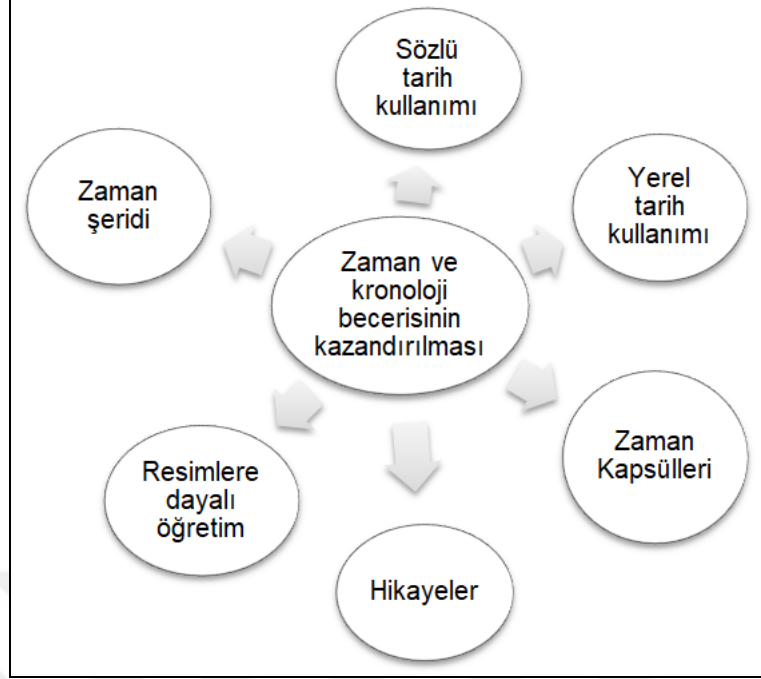 Sözlü
tarih
kullanımı
Zaman
şeridi
Yerel
tarih
kullanımı
Zaman ve
kronoloji
becerisinin
kazandırılması
Zaman
Kapsülleri
Resimlere
dayalı
öğretim
Hikayeler